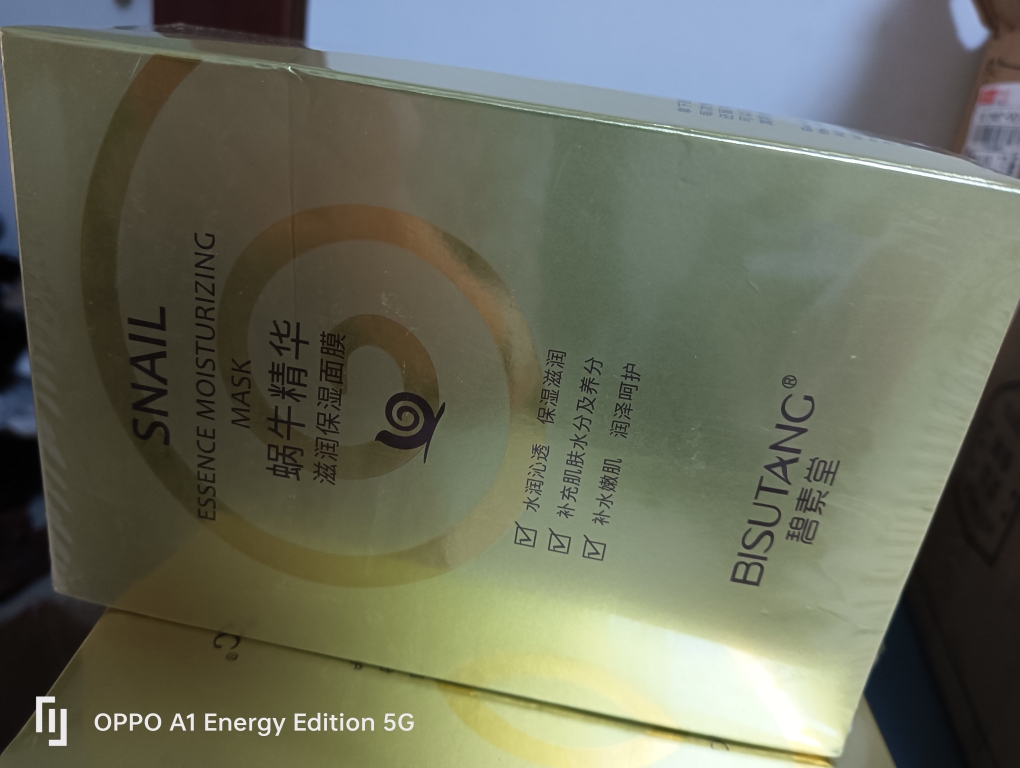 SNAIL
ESSENCE MOISTURIZING
MASK
蜗牛精华
滋润保湿面膜
水润沁透 保湿滋润
补充肌肤水分及养分
补水嫩肌 润泽呵护
BISUTANG®
碧素堂
OPPO A1 Energy Edition 5G